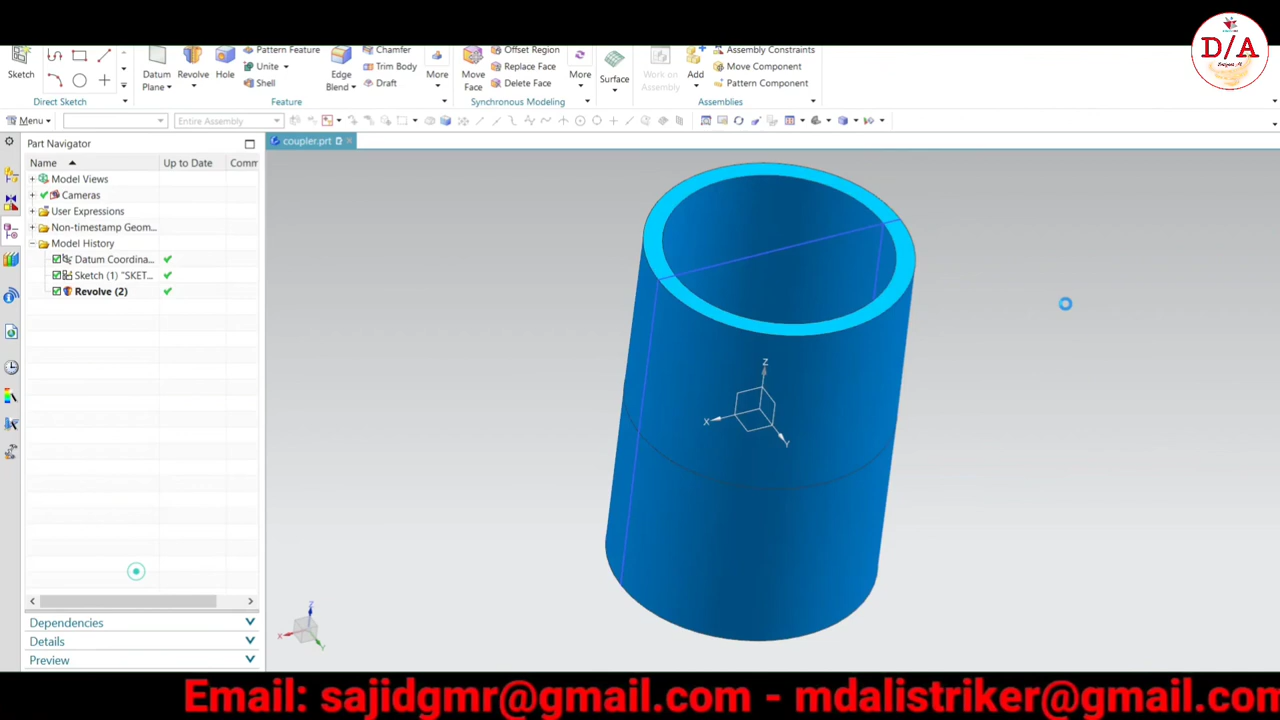 D/A
Pattern Feature
Chamfer
Offset Region
Assembly Constraints
Unite
Trim Body
Replace Face
Move Component
Sketch
Datum
Plane
Revolve
Hole
Shell
Edge
Blend
Draft
More
Move
Face
Delete Face
More
Surface
Work on
Assembly
Add
Pattern Component
Direct Sketch
Feature
Synchronous Modeling
Assemblies
Menu
Entire Assembly
Part Navigator
coupler.prt
Name
Up to Date
Comm
Model Views
Cameras
User Expressions
Non-timestamp Geom...
Model History
Datum Coordina...
Sketch (1) "SKET...
Revolve (2)
Z
X
Y
Z
X
Y
Dependencies
Details
Preview
Email: sajidgmr@gmail.com - mdalistriker@gmail.com